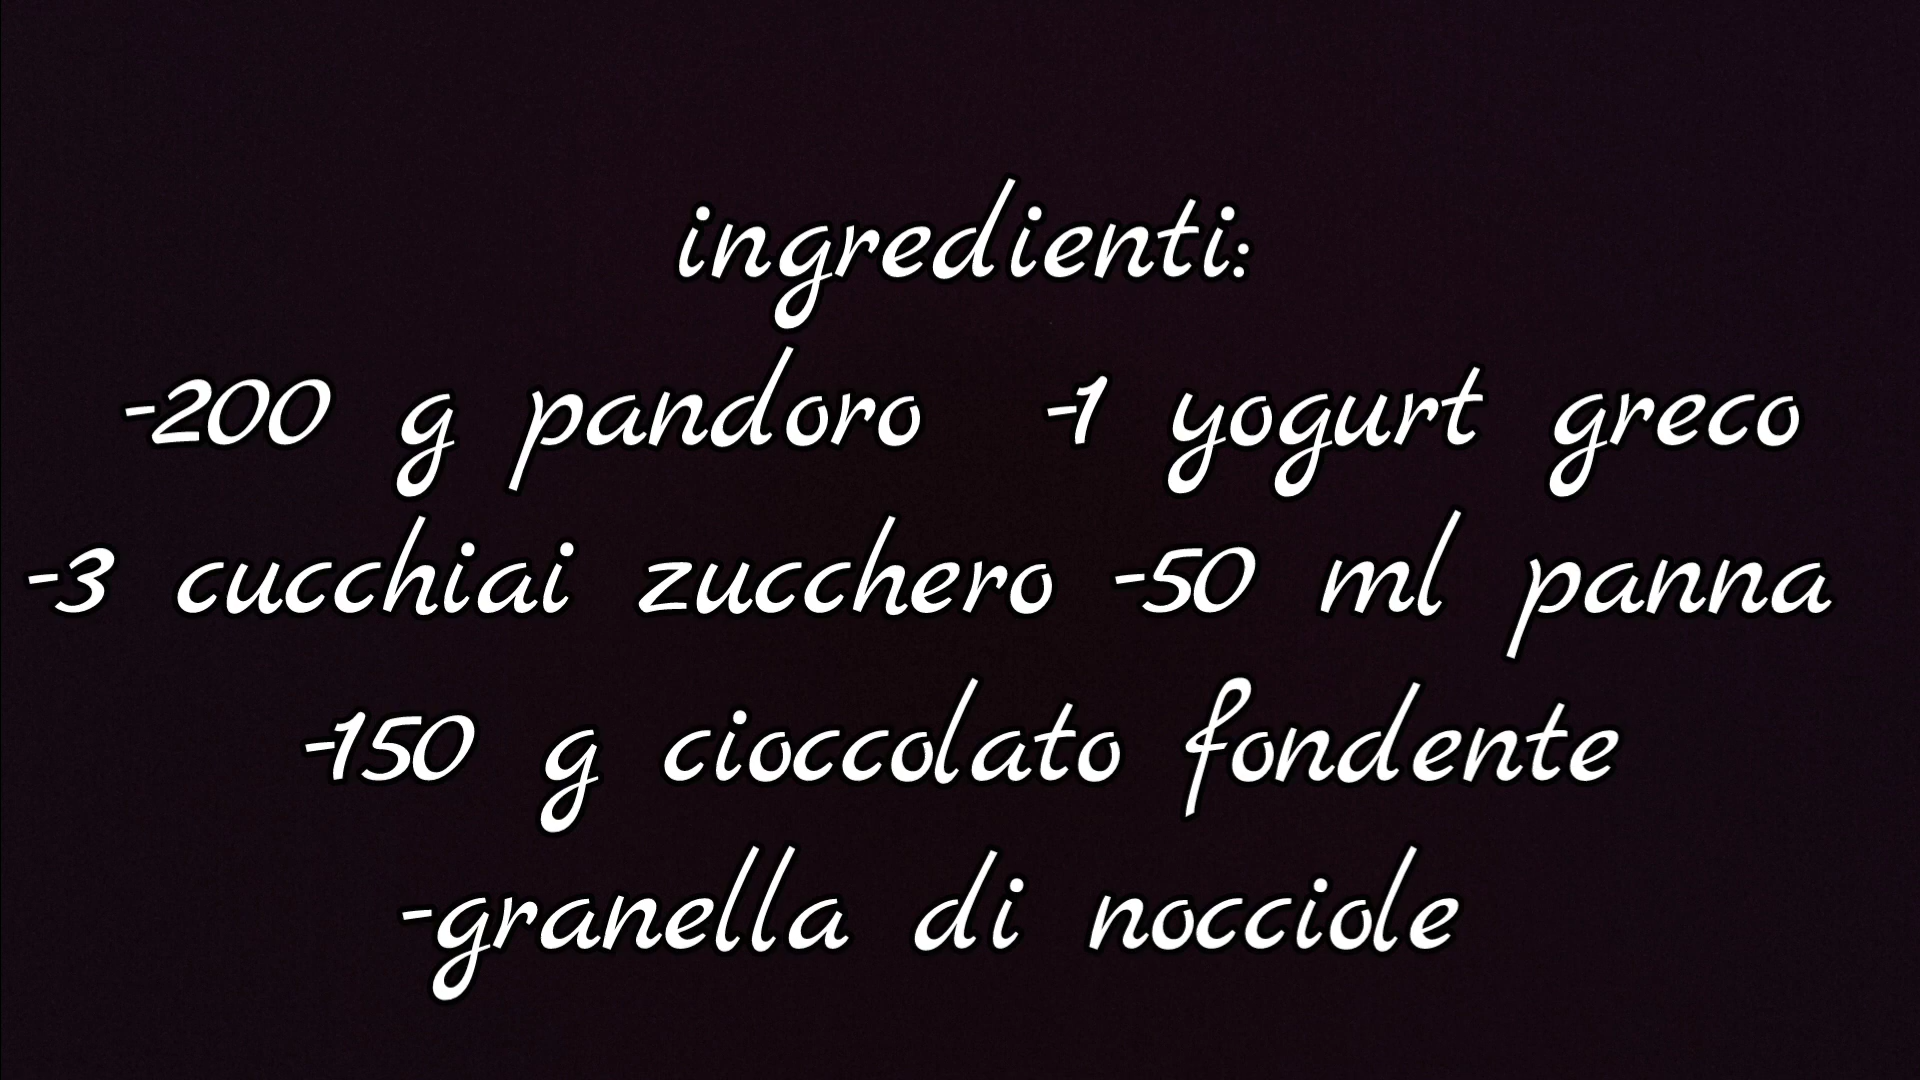 ingredienti:
-200 g pandoro -1 yogurt greco
-3 cucchiai zucchero -50 ml panna
-150 g cioccolato fondente
-granella di nocciole